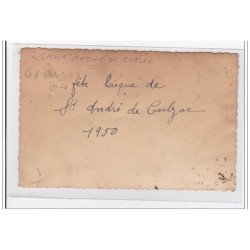 SAINT ANDRE DE CUBZAC
fête laïque de
St André de Cubzac
1950